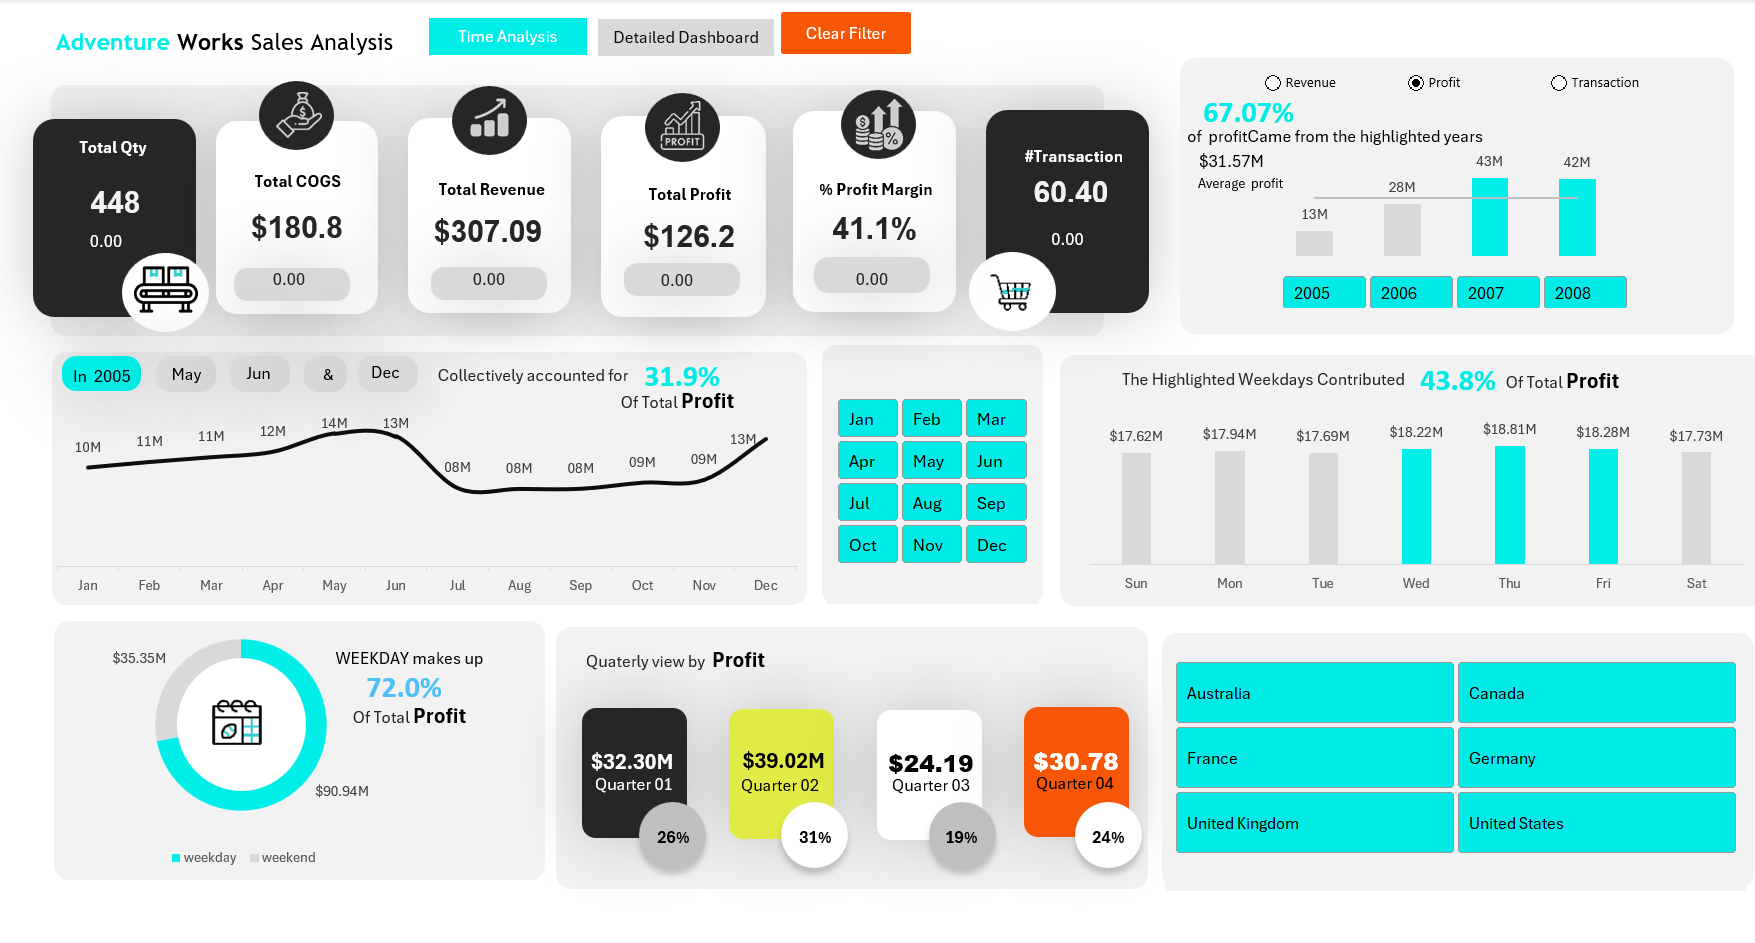 Adventure Works Sales Analysis
Time Analysis
Detailed Dashboard
Clear Filter
Total Qty
448
0.00
Total COGS
$180.8
0.00
Total Revenue
$307.09
0.00
PROFIT
Total Profit
$126.2
0.00
% Profit Margin
41.1%
0.00
#Transaction
60.40
0.00
Revenue
Profit
Transaction
67.07%
of profitCame from the highlighted years
$31.57M
Average profit
13M
28M
43M
42M
2005
2006
2007
2008
In 2005
May
Jun
&
Dec
Collectively accounted for 31.9%
Of Total Profit
10M
11M
11M
12M
14M
13M
08M
08M
08M
09M
09M
13M
Jan
Feb
Mar
Apr
May
Jun
Jul
Aug
Sep
Oct
Nov
Dec
Jan
Feb
Mar
Apr
May
Jun
Jul
Aug
Sep
Oct
Nov
Dec
The Highlighted Weekdays Contributed 43.8% Of Total Profit
$17.62M
$17.94M
$17.69M
$18.22M
$18.81M
$18.28M
$17.73M
Sun
Mon
Tue
Wed
Thu
Fri
Sat
$35.35M
$90.94M
WEEKDAY makes up
72.0%
Of Total Profit
weekday
weekend
Quaterly view by Profit
$32.30M
Quarter 01
26%
$39.02M
Quarter 02
31%
$24.19
Quarter 03
19%
$30.78
Quarter 04
24%
Australia
Canada
France
Germany
United Kingdom
United States